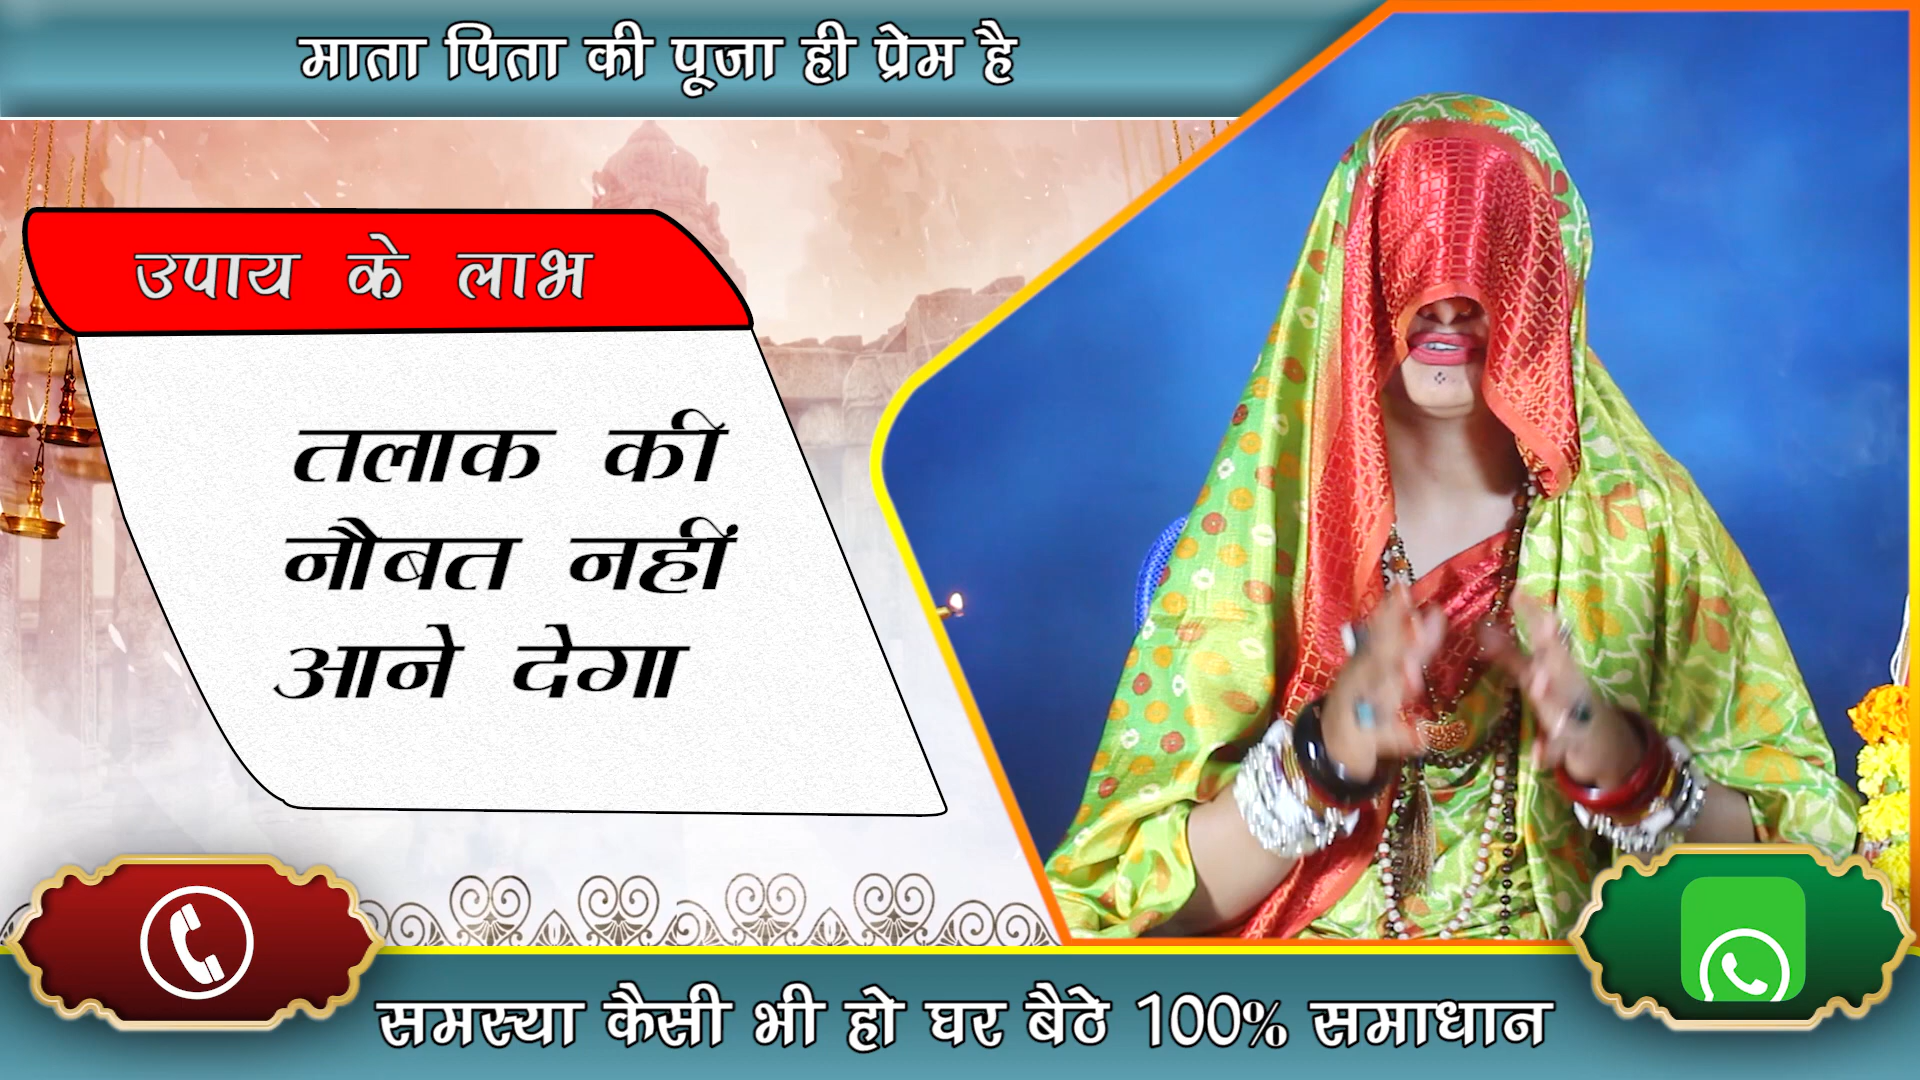 माता पिता की पूजा ही प्रेम है
उपाय के लाभ
तलाक की
नौबत नहीं
आने देगा
समस्या कैसी भी हो घर बैठे 100% समाधान